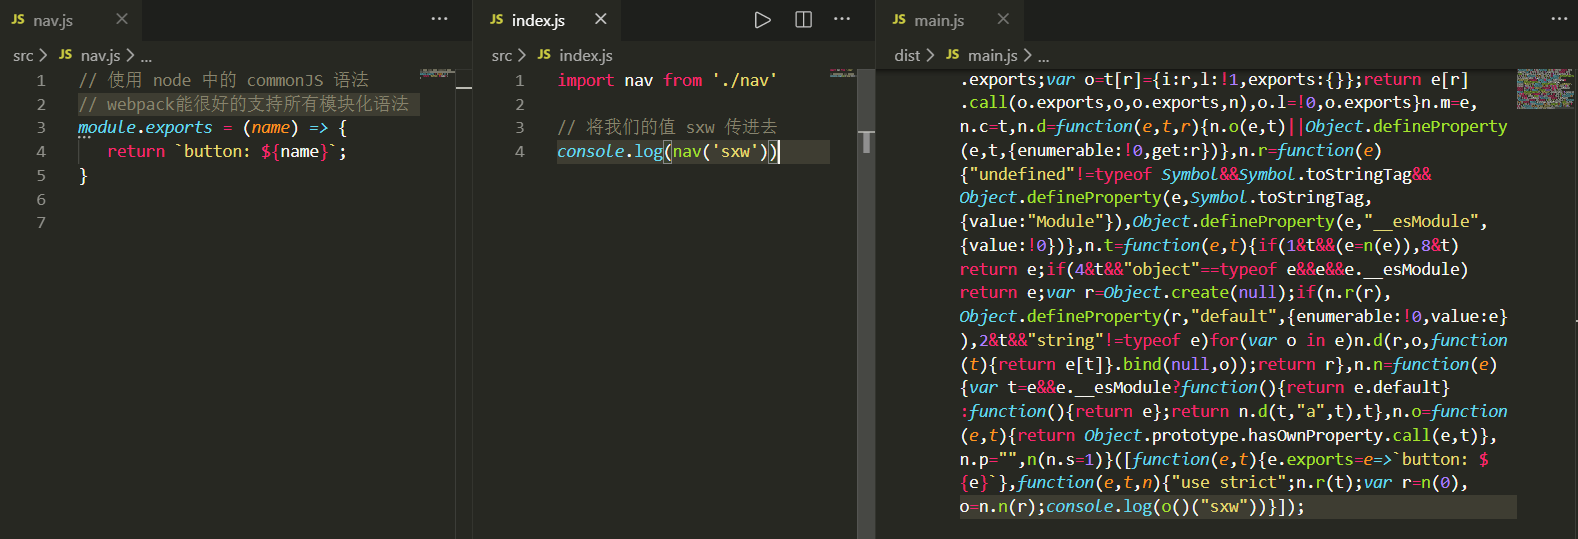 JS nav.js
src > JS nav.js > ...
1 // 使用 node 中的 commonJS 语法
2 // webpack能很好的支持所有模块化语法
3 module.exports = (name) => {
4 return `button: ${name}`;
5 }
6
7
JS index.js
src > JS index.js
1 import nav from './nav'
2
3 // 将我们的值 sxw 传进去
4 console.log(nav('sxw'))
JS main.js
dist > JS main.js > ...
.exports;var o=t[r]={i:r,l:!1,exports:{}};return e[r]
.call(o.exports,o,o.exports,n),o.l=!0,o.exports}n.m=e,
n.c=t,n.d=function(e,t,r){n.o(e,t)||Object.defineProperty
(e,t,{enumerable:!0,get:r})},n.r=function(e)
{"undefined"!=typeof Symbol&&Symbol.toStringTag&&
Object.defineProperty(e,Symbol.toStringTag,
{value:"Module"}),Object.defineProperty(e,"__esModule",
{value:!0})},n.t=function(e,t){if(1&t&&(e=n(e)),8&t)
return e;if(4&t&&"object"==typeof e&&e&&e.__esModule)
return e;var r=Object.create(null);if(n.r(r),
Object.defineProperty(r,"default",{enumerable:!0,value:e}
),2&t&&"string"!=typeof e)for(var o in e)n.d(r,o,function
(t){return e[t]}.bind(null,o));return r},n.n=function(e)
{var t=e&&e.__esModule?function(){return e.default}
:function(){return e};return n.d(t,"a",t),t},n.o=function
(e,t){return Object.prototype.hasOwnProperty.call(e,t)},
n.p="",n(n.s=1)}([function(e,t){e.exports=e=>`button: $
{e}`},function(e,t,n){"use strict";n.r(t);var r=n(0),
o=n.n(r);console.log(o()("sxw"))}]);